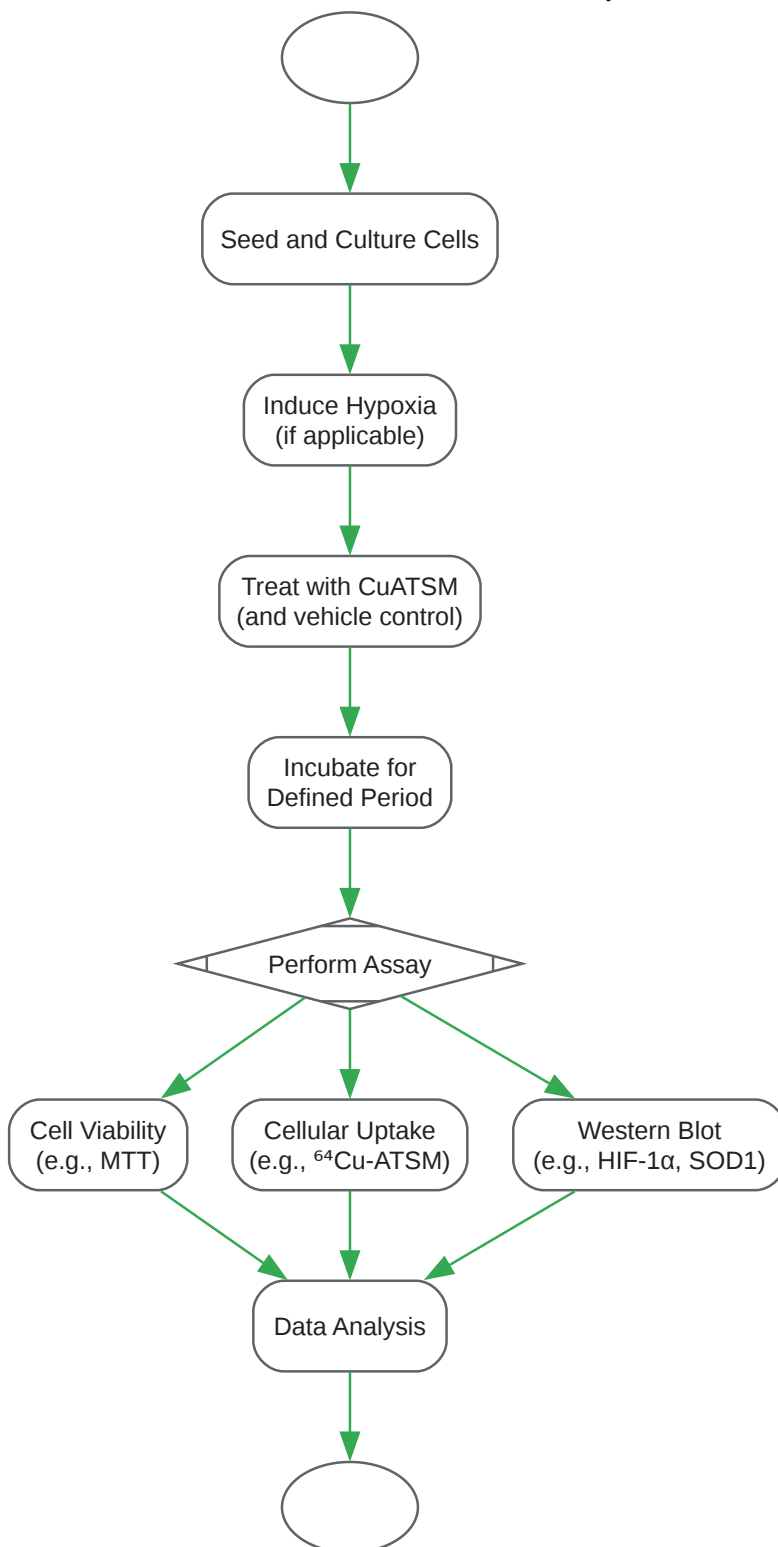 Seed and Culture Cells
Induce Hypoxia
(if applicable)
Treat with CuATSM
(and vehicle control)
Incubate for
Defined Period
Perform Assay
Cell Viability
(e.g., MTT)
Cellular Uptake
(e.g., ⁶⁴Cu-ATSM)
Western Blot
(e.g., HIF-1α, SOD1)
Data Analysis